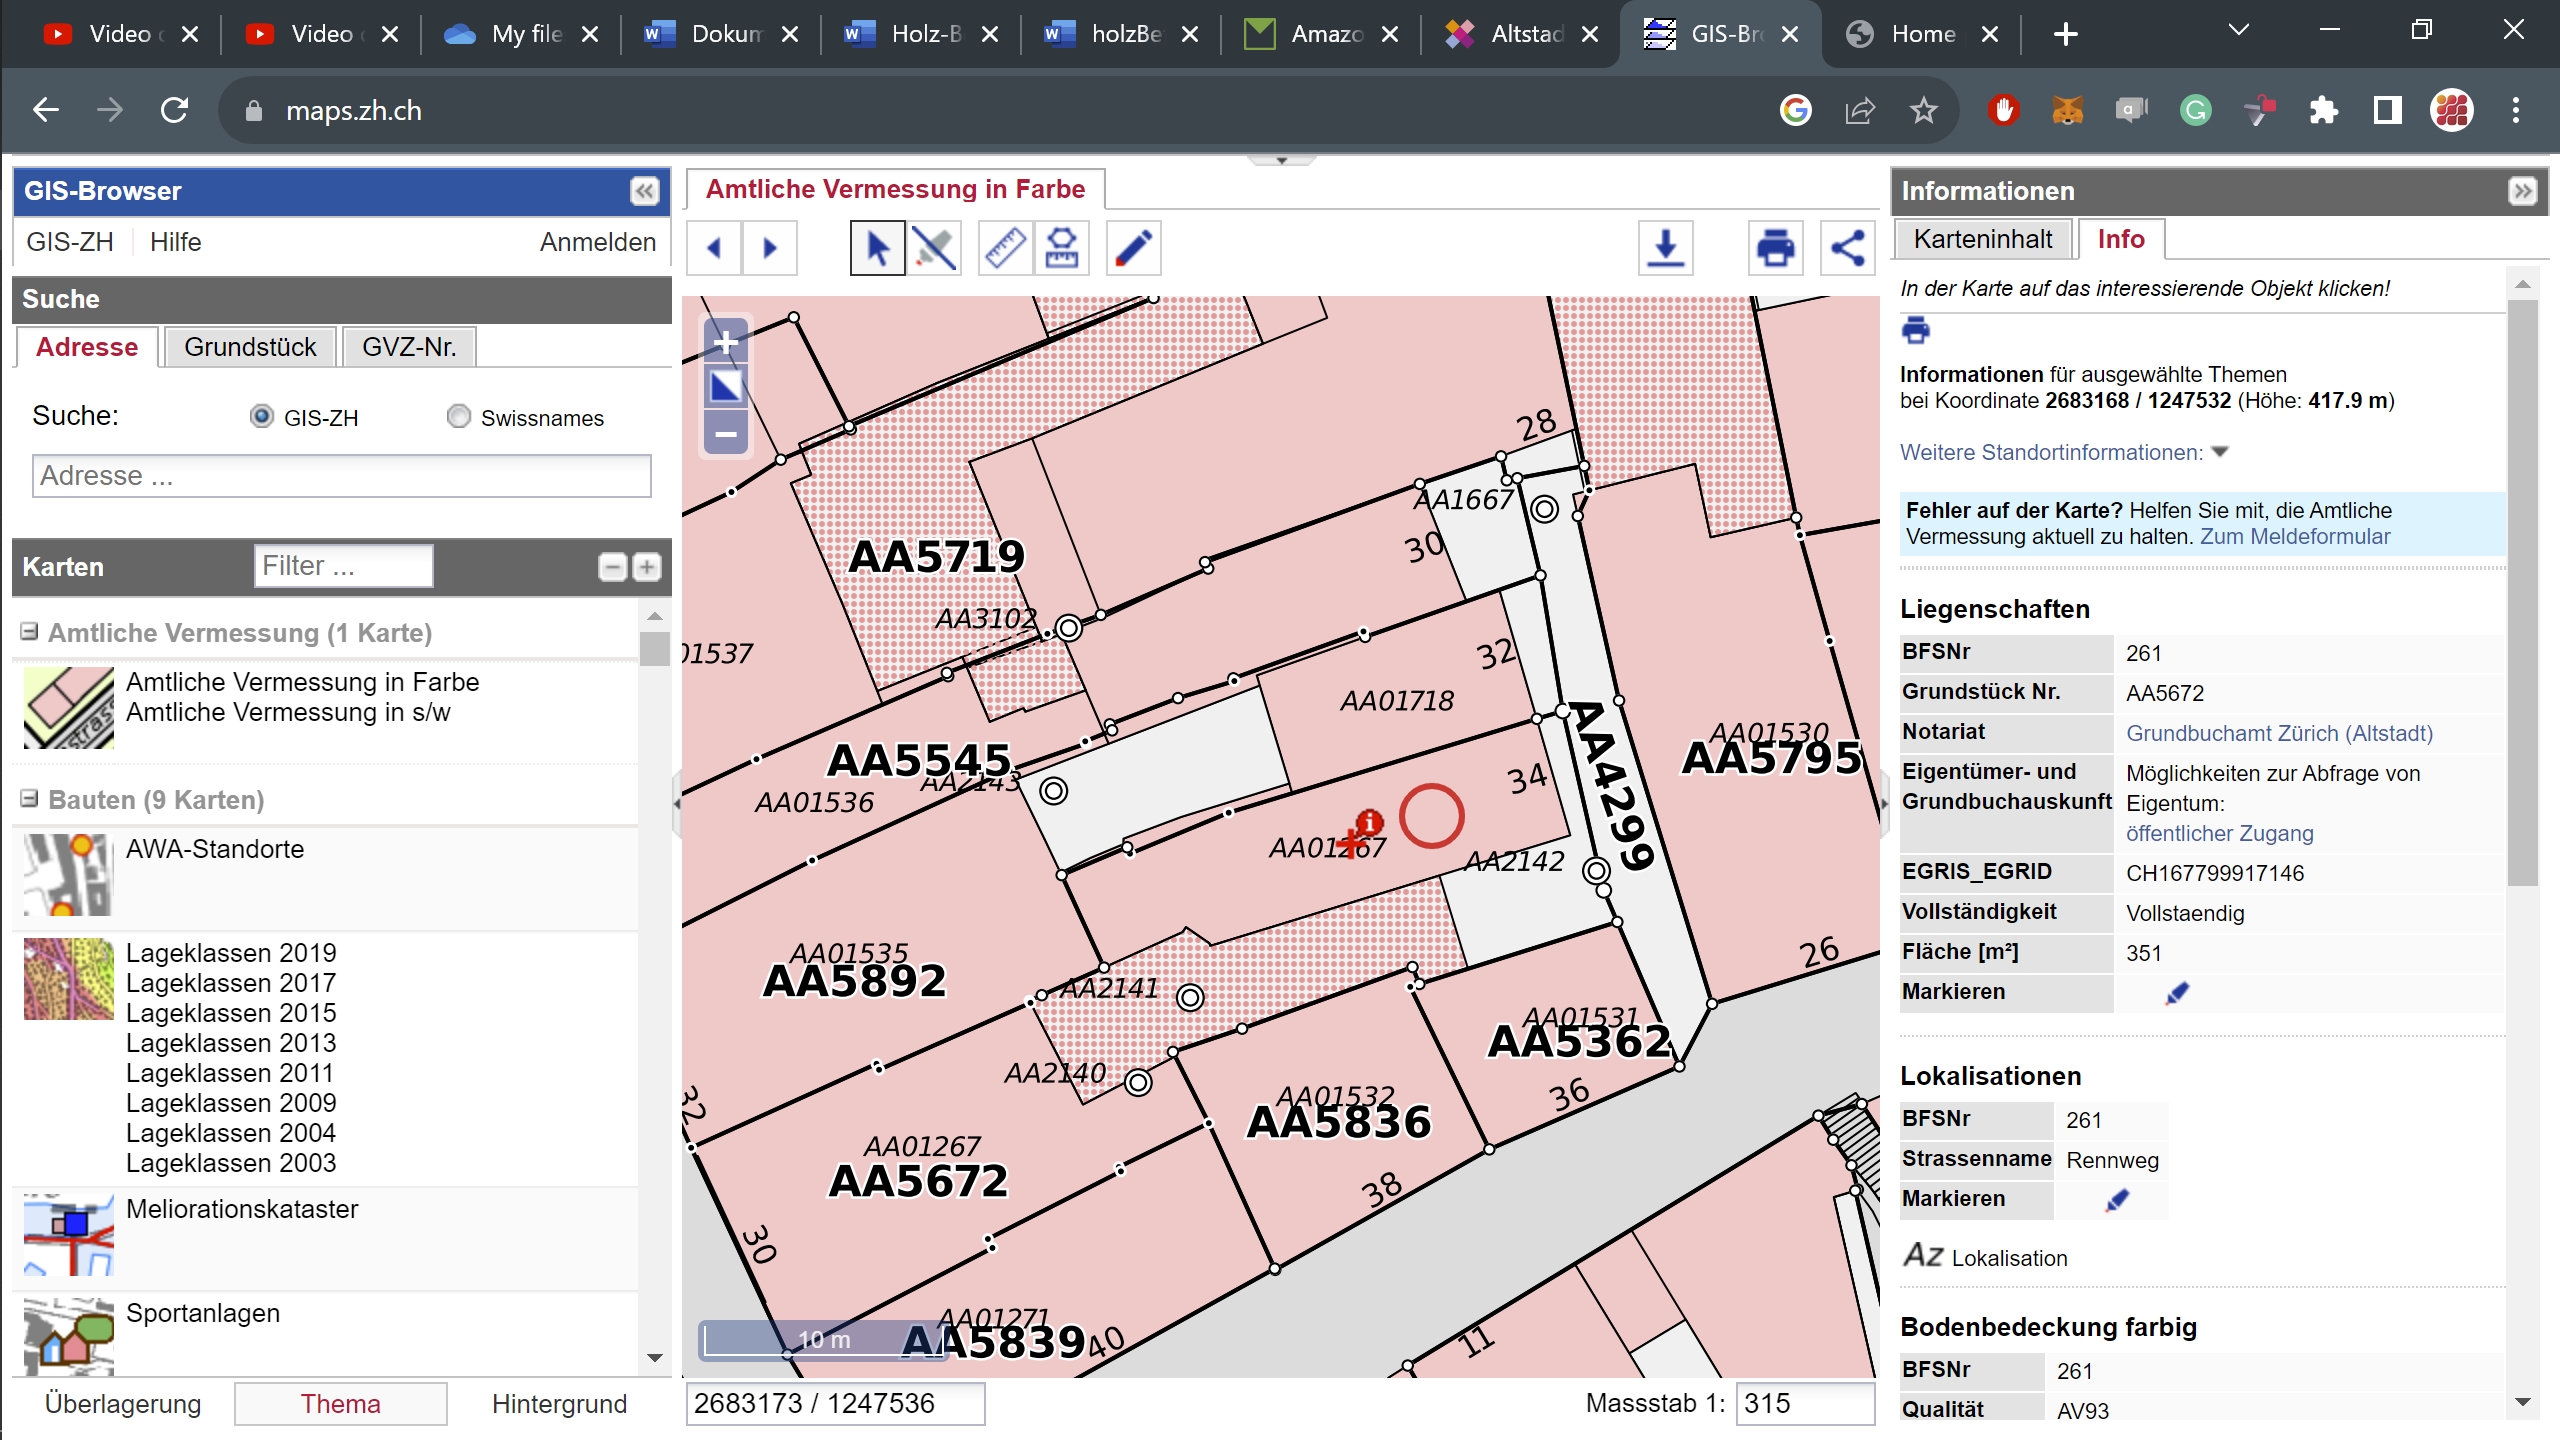 Video
Video
My file
Dokum
Holz-B
holzBe
Amazo
Altstad
GIS-Br
Home
maps.zh.ch
GIS-Browser
GIS-ZH
Hilfe
Anmelden
Suche
Adresse
Grundstück
GVZ-Nr.
Suche:
GIS-ZH
Swissnames
Adresse ...
Karten
Filter ...
Amtliche Vermessung (1 Karte)
Amtliche Vermessung in Farbe
Amtliche Vermessung in s/w
Bauten (9 Karten)
AWA-Standorte
Lageklassen 2019
Lageklassen 2017
Lageklassen 2015
Lageklassen 2013
Lageklassen 2011
Lageklassen 2009
Lageklassen 2004
Lageklassen 2003
Meliorationskataster
Sportanlagen
Überlagerung
Thema
Hintergrund
Amtliche Vermessung in Farbe
28
AA1667
30
AA5719
AA3102
01537
32
AA01718
AA5545
AA2143
AA01536
34
AA4299
AA01530
AA5795
AA01267
AA2142
AA01535
AA5892
AA2141
26
AA01531
AA5362
AA2140
32
36
AA01532
AA5836
AA01267
AA5672
38
30
AA01271
AA5839
40
11
10 m
2683173 / 1247536
Massstab 1: 315
Informationen
Karteninhalt
Info
In der Karte auf das interessierende Objekt klicken!
Informationen für ausgewählte Themen
bei Koordinate 2683168 / 1247532 (Höhe: 417.9 m)
Weitere Standortinformationen:
Fehler auf der Karte? Helfen Sie mit, die Amtliche
Vermessung aktuell zu halten. Zum Meldeformular
Liegenschaften
BFSNr 261
Grundstück Nr. AA5672
Notariat Grundbuchamt Zürich (Altstadt)
Eigentümer- und Möglichkeiten zur Abfrage von
Grundbuchauskunft Eigentum:
öffentlicher Zugang
EGRIS_EGRID CH167799917146
Vollständigkeit Vollstaendig
Fläche [m²] 351
Markieren
Lokalisationen
BFSNr 261
Strassenname Rennweg
Markieren
Az Lokalisation
Bodenbedeckung farbig
BFSNr 261
Qualität AV93